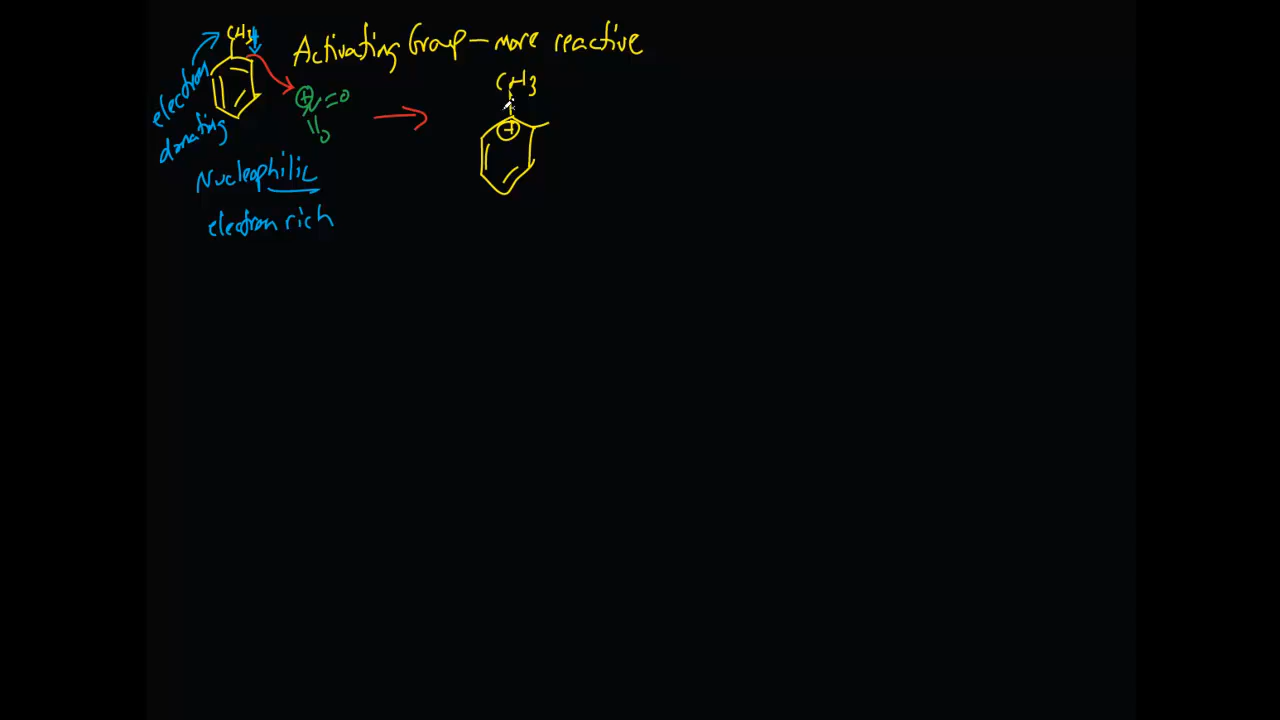 CH3
Activating Group — more reactive
electron
donating
⊕N=O
O
CH3
⊕
Nucleophilic
electron rich